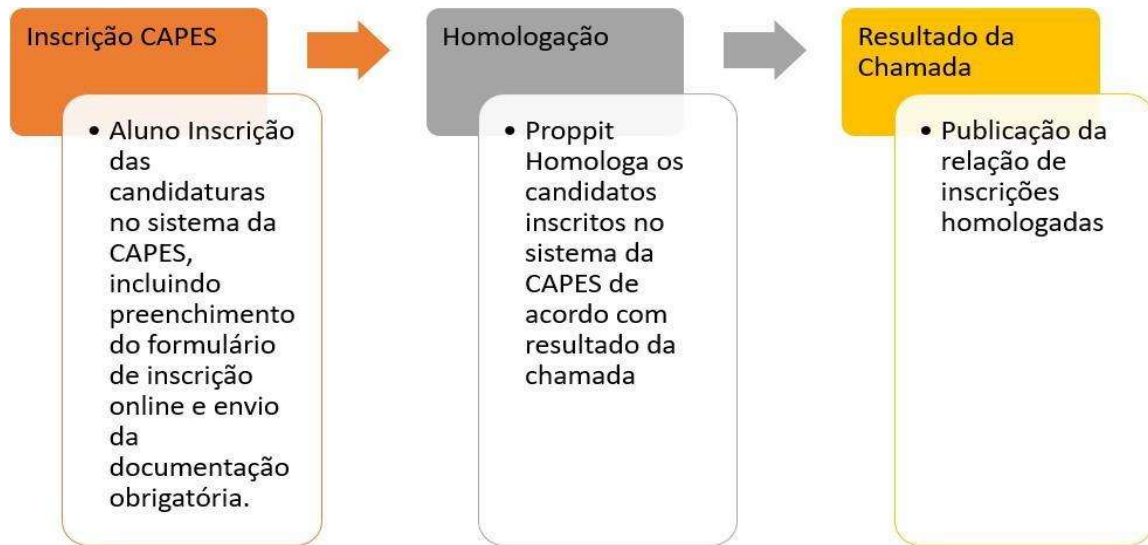 Inscrição CAPES
• Aluno Inscrição
das
candidaturas
no sistema da
CAPES,
incluindo
preenchimento
do formulário
de inscrição
online e envio
da
documentação
obrigatória.
Homologação
• Proppit
Homologa os
candidatos
inscritos no
sistema da
CAPES de
acordo com
resultado da
chamada
Resultado da
Chamada
• Publicação da
relação de
inscrições
homologadas